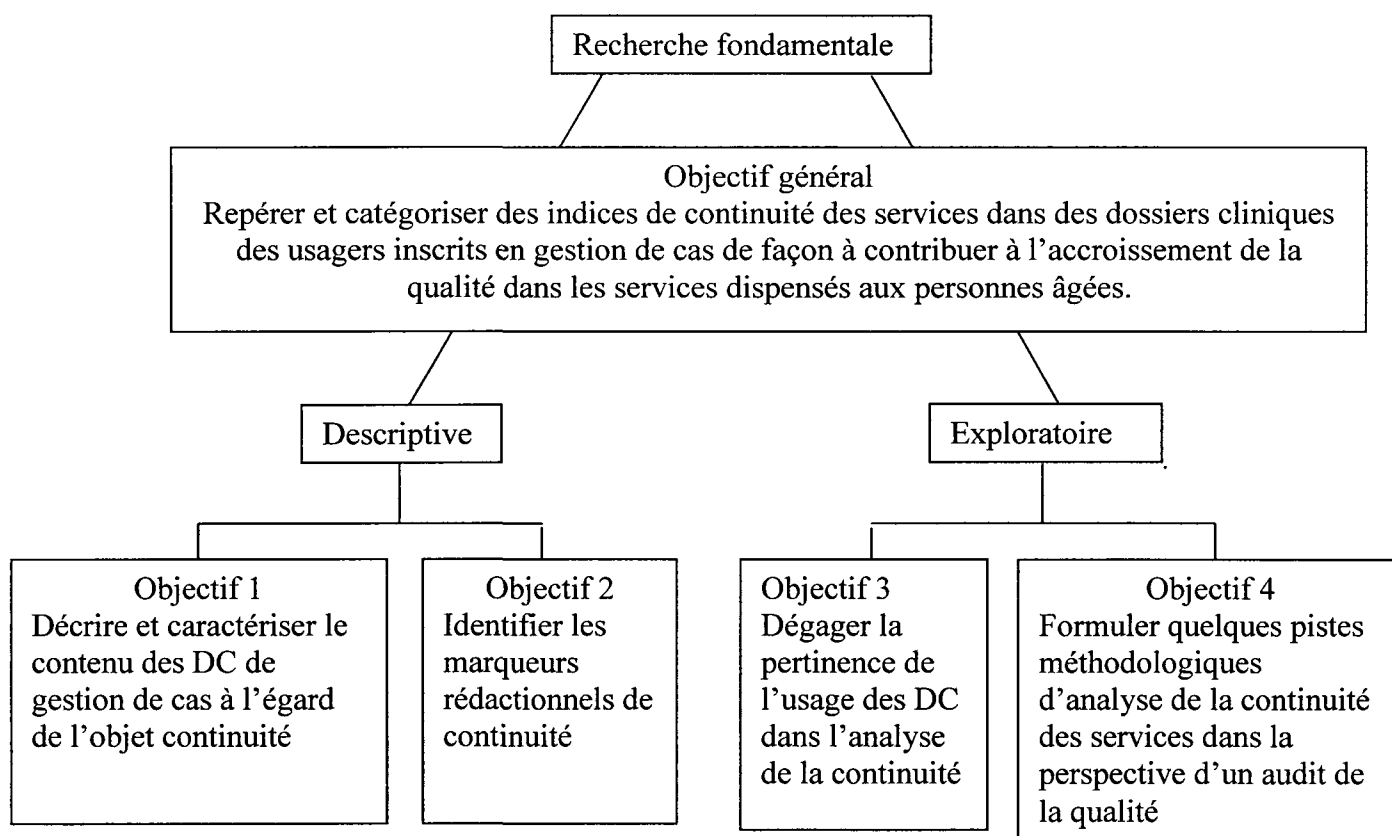 Recherche fondamentale
Objectif général
Repérer et catégoriser des indices de continuité des services dans des dossiers cliniques
des usagers inscrits en gestion de cas de façon à contribuer à l'accroissement de la
qualité dans les services dispensés aux personnes âgées.
Descriptive
Exploratoire
Objectif 1
Décrire et caractériser le
contenu des DC de
gestion de cas à l'égard
de l'objet continuité
Objectif 2
Identifier les
marqueurs
rédactionnels de
continuité
Objectif 3
Dégager la
pertinence de
l'usage des DC
dans l'analyse
de la continuité
Objectif 4
Formuler quelques pistes
méthodologiques
d'analyse de la continuité
des services dans la
perspective d'un audit de
la qualité